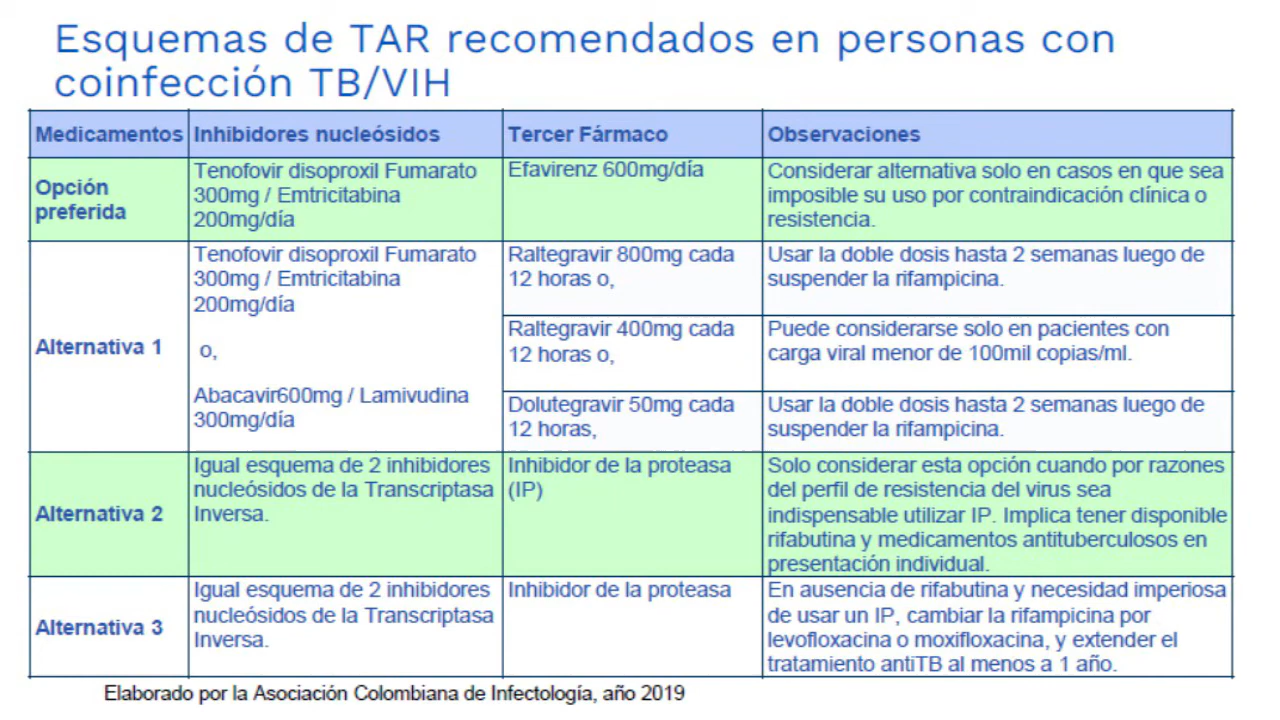 Esquemas de TAR recomendados en personas con
coinfección TB/VIH
Medicamentos
Inhibidores nucleósidos
Tercer Fármaco
Observaciones
Opción
preferida
Tenofovir disoproxil Fumarato
300mg / Emtricitabina
200mg/día
Efavirenz 600mg/día
Considerar alternativa solo en casos en que sea
imposible su uso por contraindicación clínica o
resistencia.
Alternativa 1
Tenofovir disoproxil Fumarato
300mg / Emtricitabina
200mg/día
o,
Abacavir600mg / Lamivudina
300mg/día
Raltegravir 800mg cada
12 horas o,
Usar la doble dosis hasta 2 semanas luego de
suspender la rifampicina.
Raltegravir 400mg cada
12 horas o,
Puede considerarse solo en pacientes con
carga viral menor de 100mil copias/ml.
Dolutegravir 50mg cada
12 horas,
Usar la doble dosis hasta 2 semanas luego de
suspender la rifampicina.
Alternativa 2
Igual esquema de 2 inhibidores
nucleósidos de la Transcriptasa
Inversa.
Inhibidor de la proteasa
(IP)
Solo considerar esta opción cuando por razones
del perfil de resistencia del virus sea
indispensable utilizar IP. Implica tener disponible
rifabutina y medicamentos antituberculosos en
presentación individual.
Alternativa 3
Igual esquema de 2 inhibidores
nucleósidos de la Transcriptasa
Inversa.
Inhibidor de la proteasa
En ausencia de rifabutina y necesidad imperiosa
de usar un IP, cambiar la rifampicina por
levofloxacina o moxifloxacina, y extender el
tratamiento antiTB al menos a 1 año.
Elaborado por la Asociación Colombiana de Infectología, año 2019